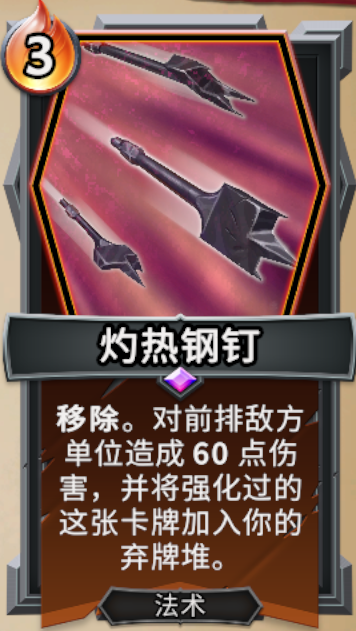 3
灼热钢钉
移除。对前排敌方
单位造成 60 点伤
害，并将强化过的
这张卡牌加入你的
弃牌堆。
法术